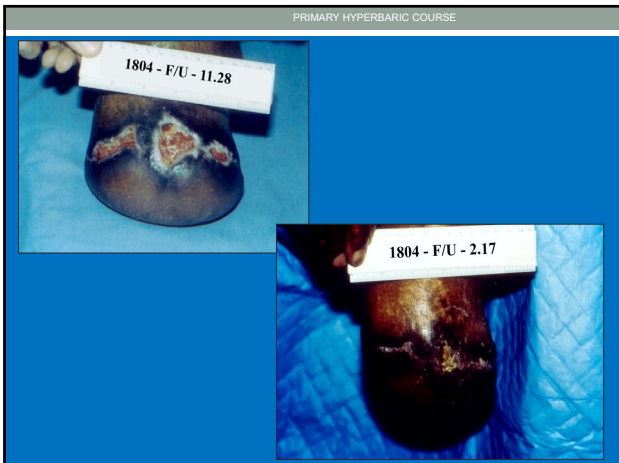 PRIMARY HYPERBARIC COURSE
1804 - F/U - 11.28
1804 - F/U - 2.17